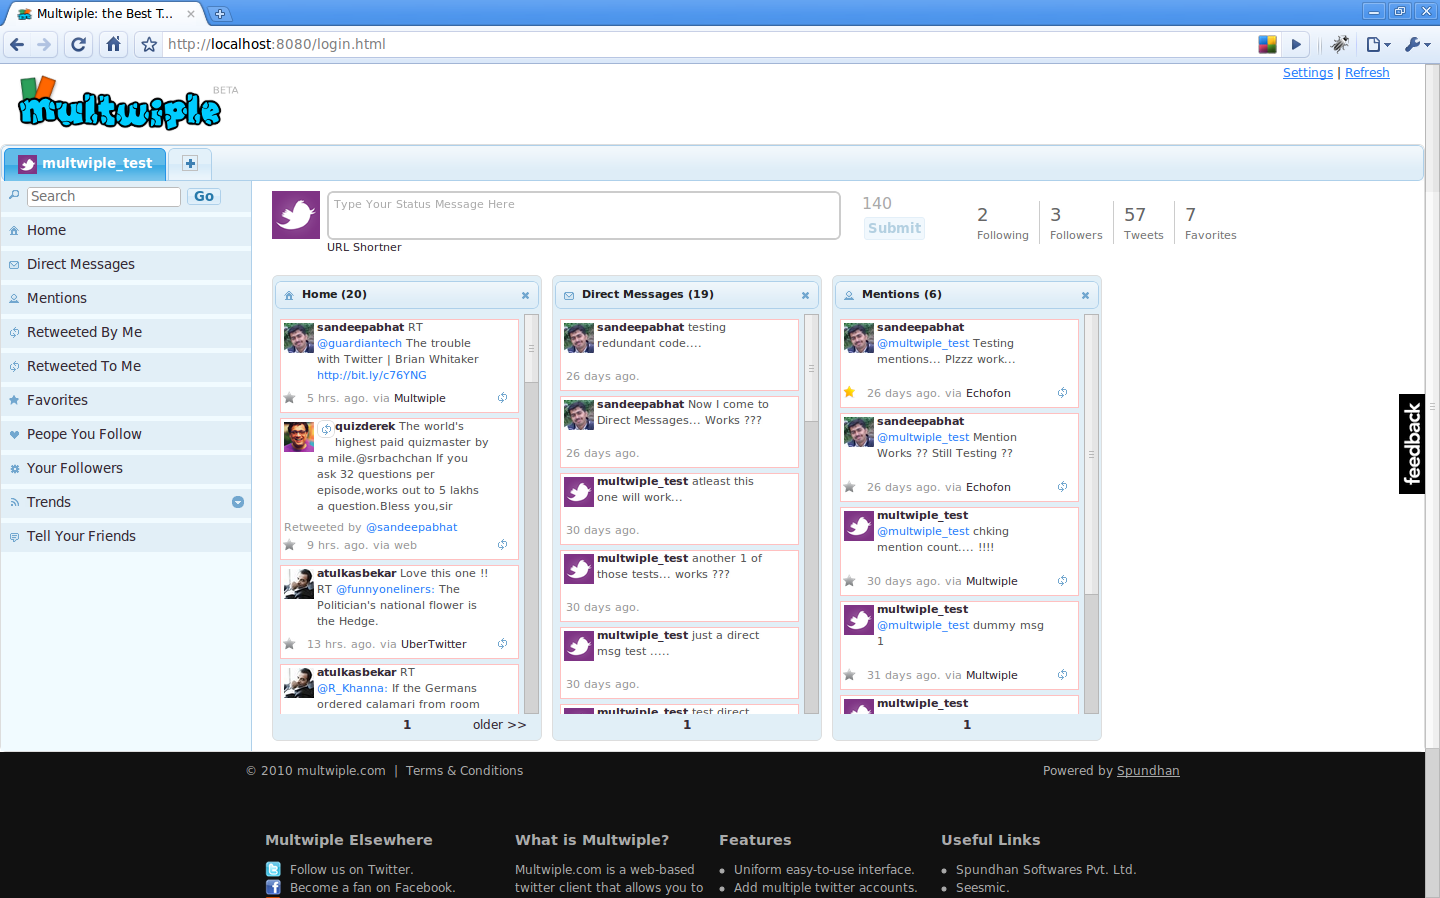 Multwiple: the Best T...
http://localhost:8080/login.html
Settings | Refresh
multwiple BETA
multwiple_test
Search Go
Home
Direct Messages
Mentions
Retweeted By Me
Retweeted To Me
Favorites
Peope You Follow
Your Followers
Trends
Tell Your Friends
Type Your Status Message Here
URL Shortner
140
Submit
2 Following
3 Followers
57 Tweets
7 Favorites
Home (20)
sandeepabhat RT
@guardiantech The trouble
with Twitter | Brian Whitaker
http://bit.ly/c76YNG
5 hrs. ago. via Multwiple
quizderek The world's
highest paid quizmaster by
a mile.@srbachchan If you
ask 32 questions per
episode,works out to 5 lakhs
a question.Bless you,sir
Retweeted by @sandeepabhat
9 hrs. ago. via web
atulkasbekar Love this one !!
RT @funnyoneliners: The
Politician's national flower is
the Hedge.
13 hrs. ago. via UberTwitter
atulkasbekar RT
@R_Khanna: If the Germans
ordered calamari from room
1 older >>
Direct Messages (19)
sandeepabhat testing
redundant code....
26 days ago.
sandeepabhat Now I come to
Direct Messages... Works ???
26 days ago.
multwiple_test atleast this
one will work...
30 days ago.
multwiple_test another 1 of
those tests... works ???
30 days ago.
multwiple_test just a direct
msg test .....
30 days ago.
multwiple_test test direct
1
Mentions (6)
sandeepabhat
@multwiple_test Testing
mentions... Plzzz work...
26 days ago. via Echofon
sandeepabhat
@multwiple_test Mention
Works ?? Still Testing ??
26 days ago. via Echofon
multwiple_test
@multwiple_test chking
mention count.... !!!!
30 days ago. via Multwiple
multwiple_test
@multwiple_test dummy msg
1
31 days ago. via Multwiple
multwiple_test
1
feedback
© 2010 multwiple.com | Terms & Conditions
Powered by Spundhan
Multwiple Elsewhere
Follow us on Twitter.
Become a fan on Facebook.
What is Multwiple?
Multwiple.com is a web-based
twitter client that allows you to
Features
Uniform easy-to-use interface.
Add multiple twitter accounts.
Useful Links
Spundhan Softwares Pvt. Ltd.
Seesmic.